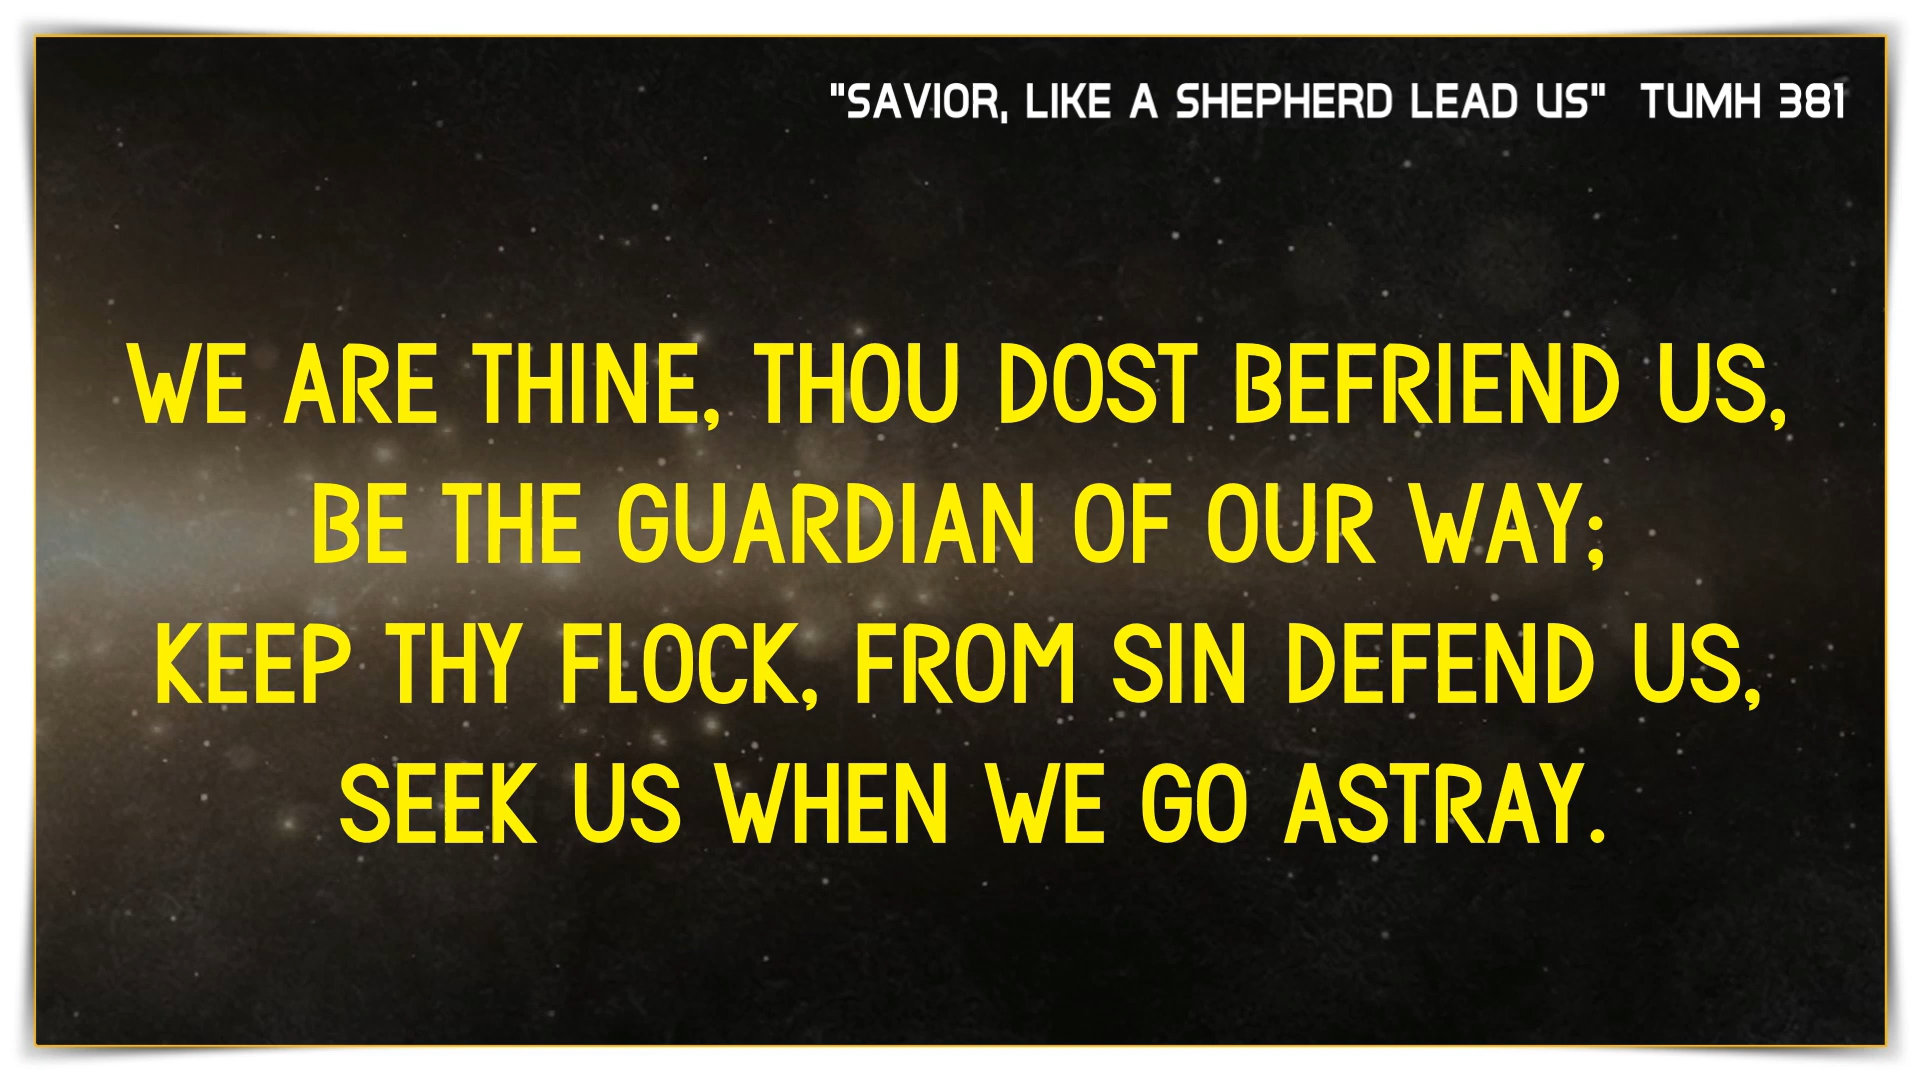 "SAVIOR, LIKE A SHEPHERD LEAD US" TUMH 381
WE ARE THINE, THOU DOST BEFRIEND US,
BE THE GUARDIAN OF OUR WAY;
KEEP THY FLOCK, FROM SIN DEFEND US,
SEEK US WHEN WE GO ASTRAY.